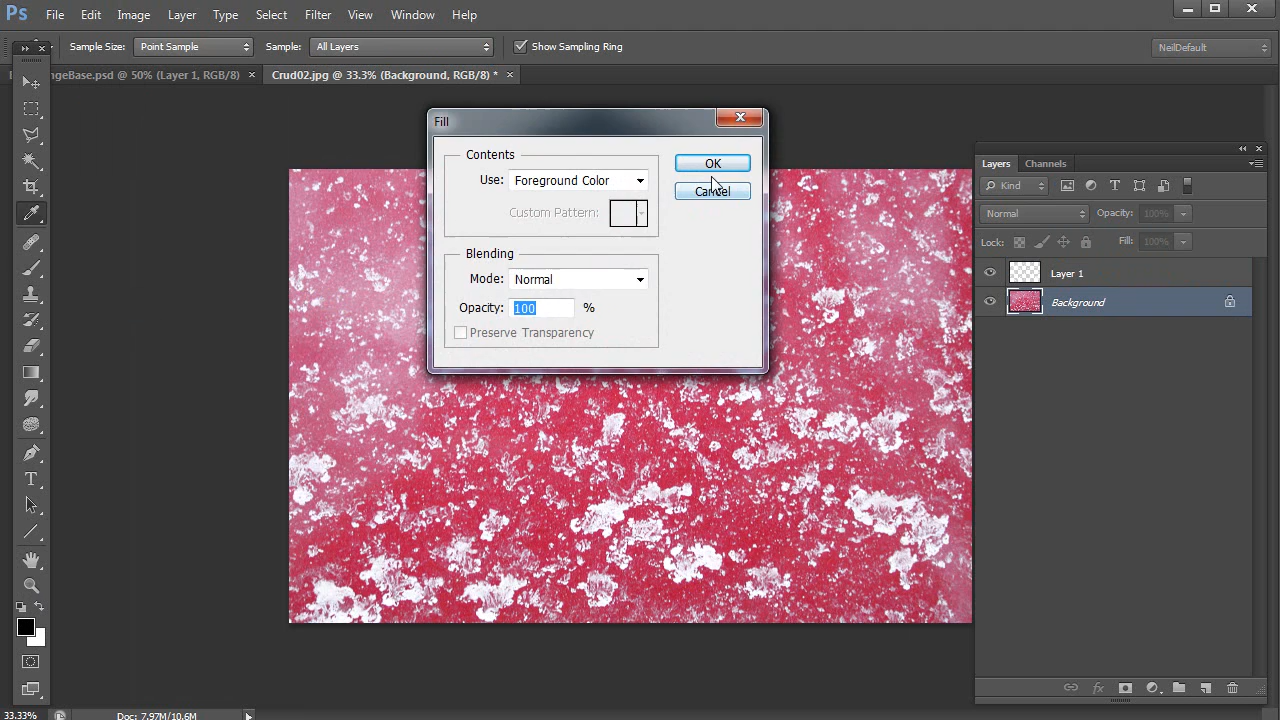 Ps File Edit Image Layer Type Select Filter View Window Help
Sample Size: Point Sample Sample: All Layers Show Sampling Ring NeilDefault
ngeBase.psd @ 50% (Layer 1, RGB/8) × Crud02.jpg @ 33.3% (Background, RGB/8) * ×
Fill
Contents
OK
Use: Foreground Color
Cancel
Custom Pattern:
Blending
Mode: Normal
Opacity: 100 %
Preserve Transparency
Layers Channels
Kind
Normal Opacity: 100%
Lock: Fill: 100%
Layer 1
Background
33.33% Doc: 7.97M/10.6M